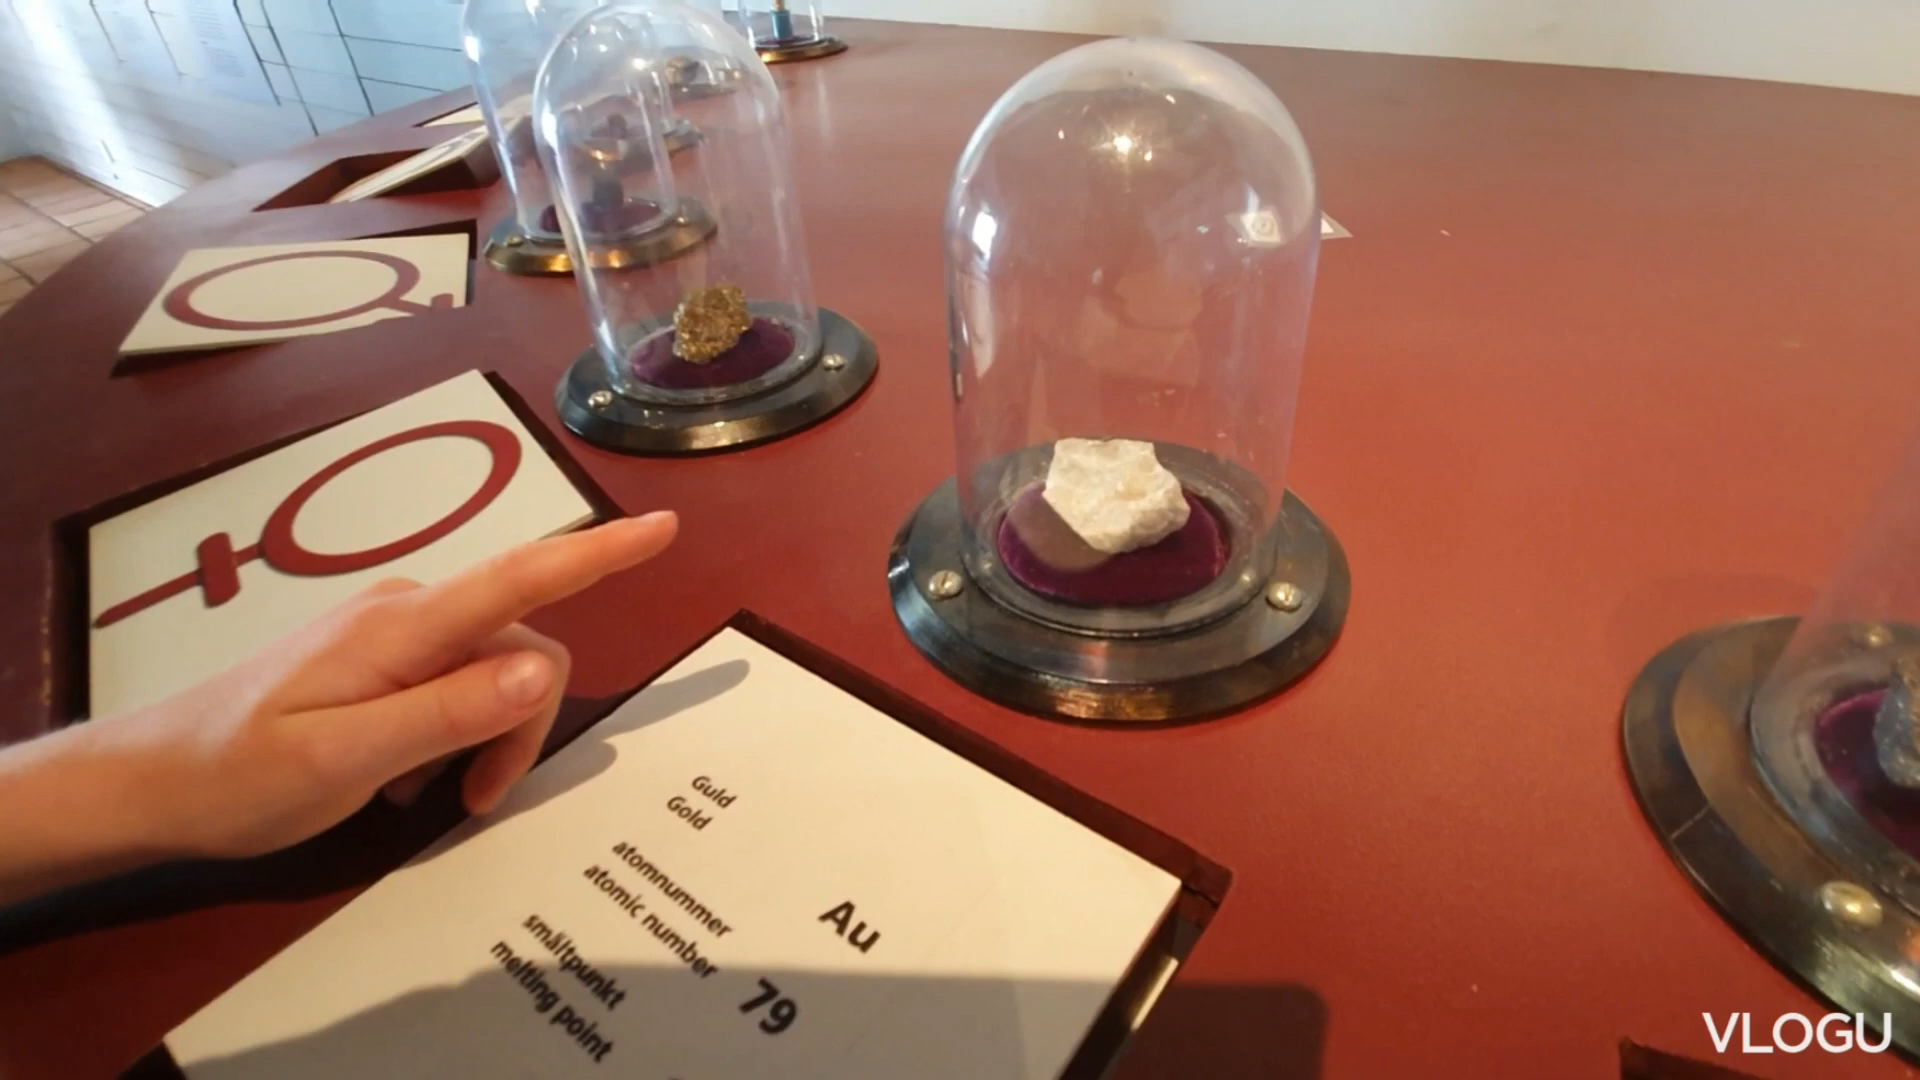 Guld
Gold
Au
atomnummer
atomic number
79
smältpunkt
melting point
VLOGU